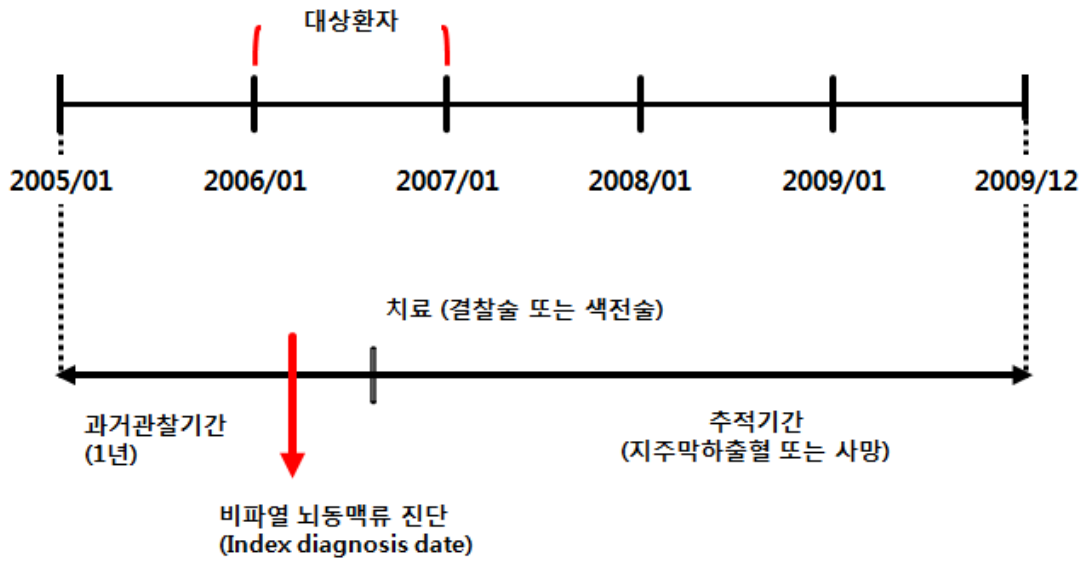 대상환자
2005/01
2006/01
2007/01
2008/01
2009/01
2009/12
치료 (결찰술 또는 색전술)
과거관찰기간
(1년)
추적기간
(지주막하출혈 또는 사망)
비파열 뇌동맥류 진단
(Index diagnosis date)